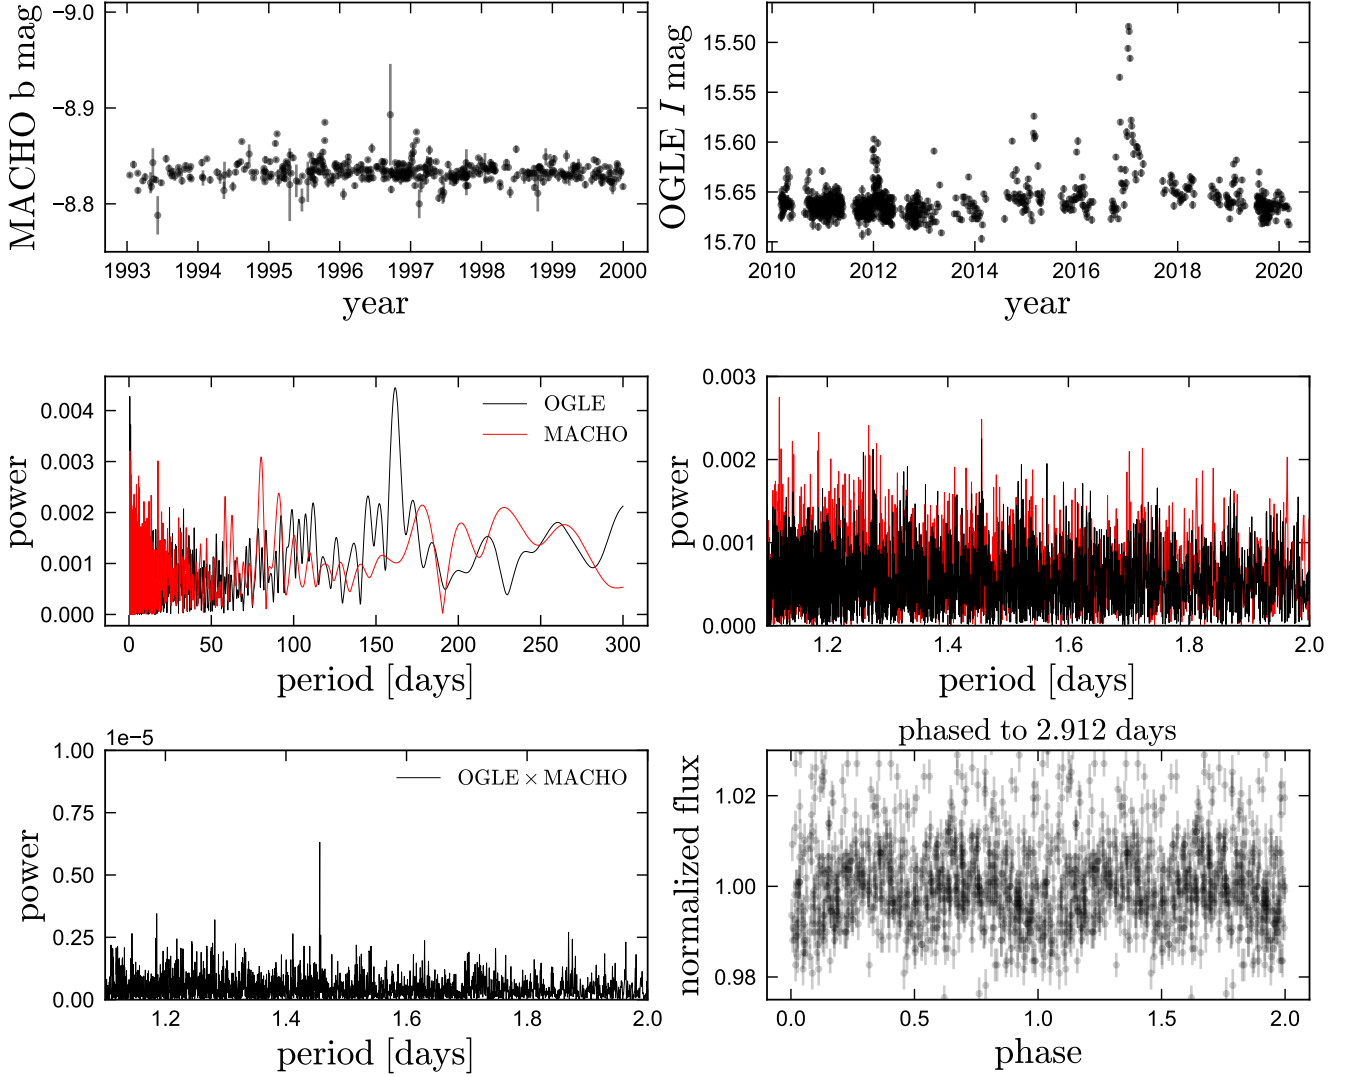 MACHO b mag
−9.0
−8.9
−8.8
1993 1994 1995 1996 1997 1998 1999 2000
year
OGLE I mag
15.50
15.55
15.60
15.65
15.70
2010 2012 2014 2016 2018 2020
year
power
0.004
0.003
0.002
0.001
0.000
OGLE
MACHO
0 50 100 150 200 250 300
period [days]
power
0.003
0.002
0.001
0.000
1.2 1.4 1.6 1.8 2.0
period [days]
1e−5
power
1.00
0.75
0.50
0.25
0.00
OGLE × MACHO
1.2 1.4 1.6 1.8 2.0
period [days]
phased to 2.912 days
normalized flux
1.02
1.00
0.98
0.0 0.5 1.0 1.5 2.0
phase